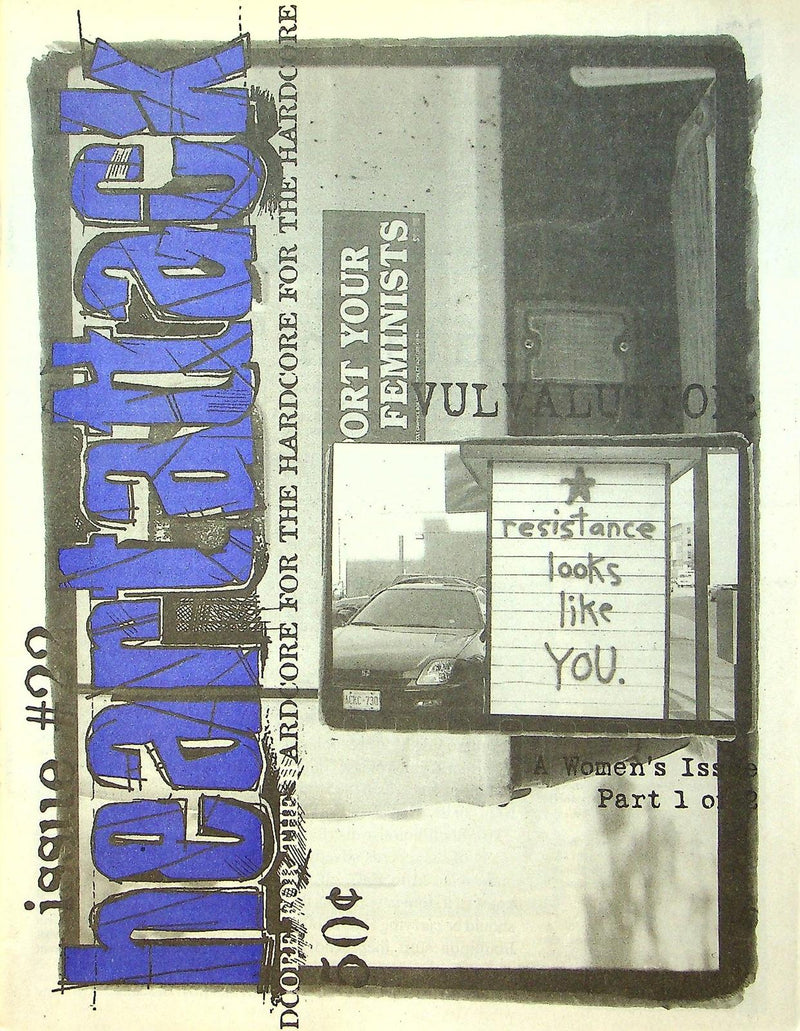 issue #22
heartattack
DCORE FOR THE HARDCORE FOR THE HARDCORE FOR THE HARDCORE
50¢
ORT YOUR
FEMINISTS
VULVALUTION:
★
resistance
looks
like
YOU.
A Women's Issue
Part 1 of 2